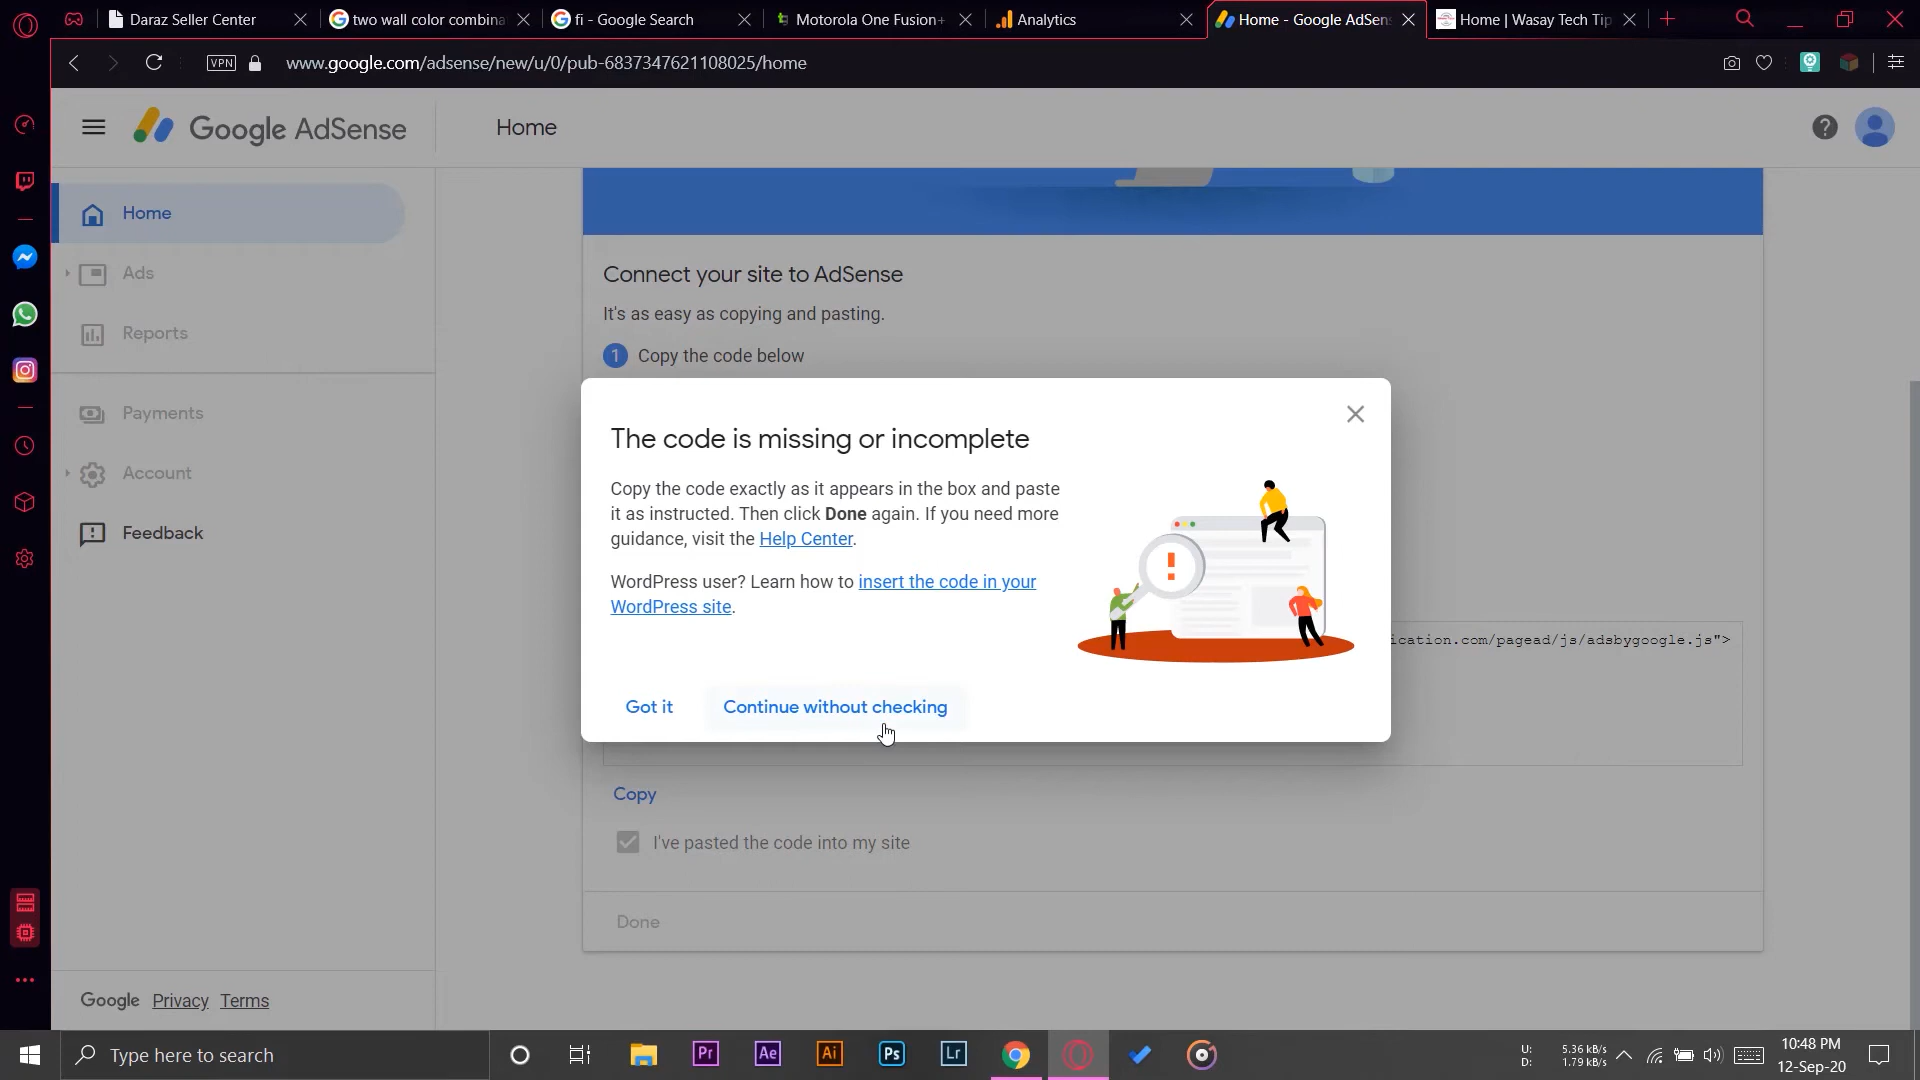 Daraz Seller Center
two wall color combina
fi - Google Search
Motorola One Fusion+
Analytics
Home - Google AdSens
Home | Wasay Tech Tip
VPN
www.google.com/adsense/new/u/0/pub-6837347621108025/home
Google AdSense
Home
Home
Ads
Reports
Payments
Account
Feedback
Google Privacy Terms
Connect your site to AdSense
It's as easy as copying and pasting.
1 Copy the code below
The code is missing or incomplete
Copy the code exactly as it appears in the box and paste
it as instructed. Then click Done again. If you need more
guidance, visit the Help Center.
WordPress user? Learn how to insert the code in your
WordPress site.
Got it
Continue without checking
ication.com/pagead/js/adsbygoogle.js">
Copy
I've pasted the code into my site
Done
Type here to search
Pr
Ae
Ai
Ps
Lr
U: 5.36 kB/s
D: 1.79 kB/s
10:48 PM
12-Sep-20